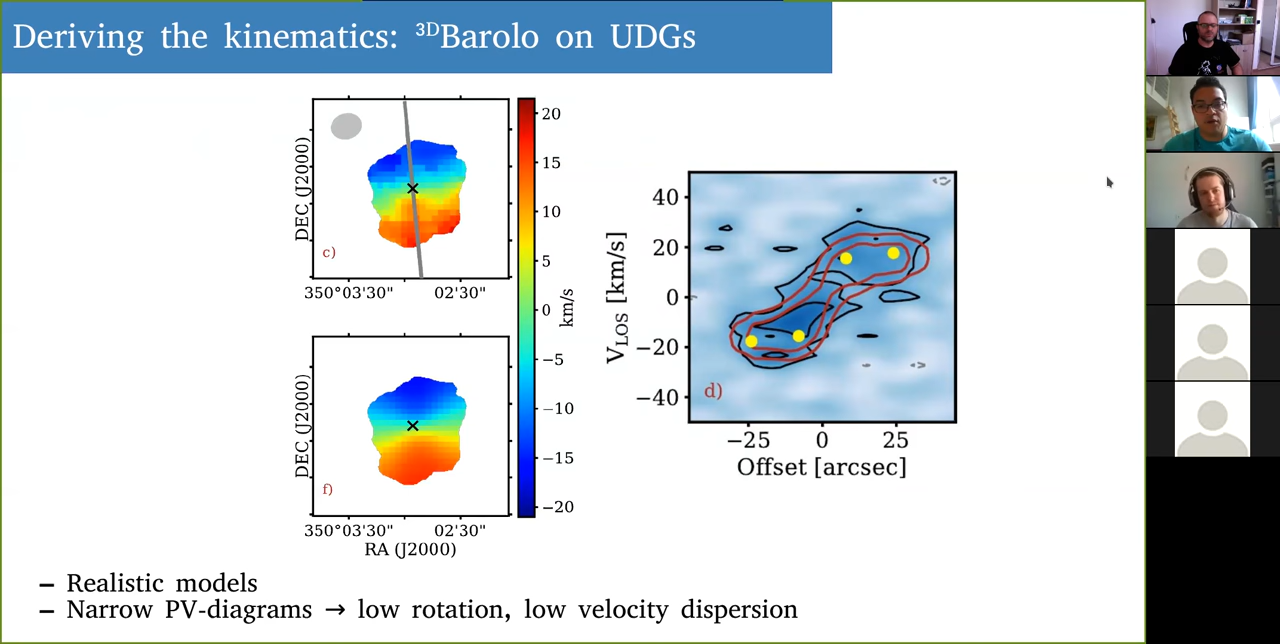 Deriving the kinematics: ³ᴰBarolo on UDGs
DEC (J2000)
c)
350°03'30" 02'30"
DEC (J2000)
f)
350°03'30" 02'30"
RA (J2000)
20
15
10
5
0
−5
−10
−15
−20
km/s
V_LOS [km/s]
40
20
0
−20
−40
d)
−25 0 25
Offset [arcsec]
– Realistic models
– Narrow PV-diagrams → low rotation, low velocity dispersion